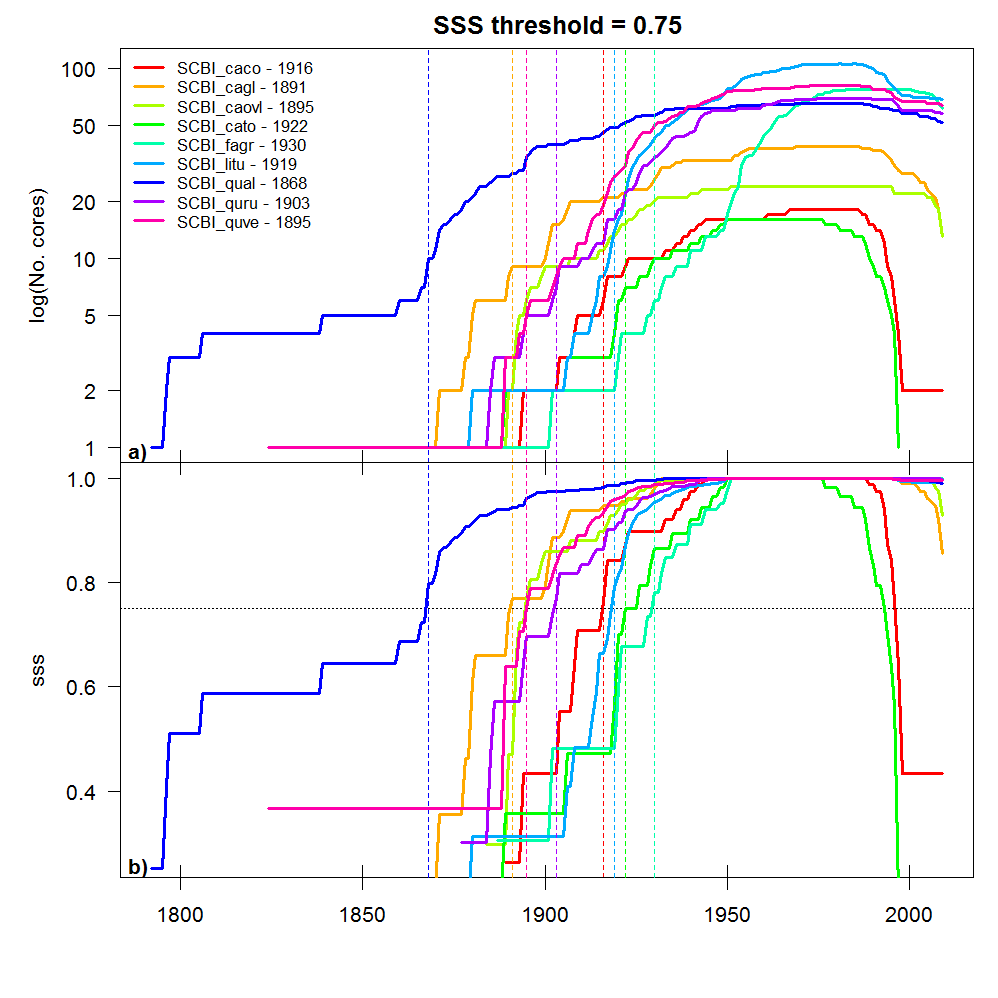 SSS threshold = 0.75
100
50
20
10
5
2
1
log(No. cores)
SCBI_caco - 1916
SCBI_cagl - 1891
SCBI_caovl - 1895
SCBI_cato - 1922
SCBI_fagr - 1930
SCBI_litu - 1919
SCBI_qual - 1868
SCBI_quru - 1903
SCBI_quve - 1895
a)
1.0
0.8
0.6
0.4
sss
b)
1800 1850 1900 1950 2000